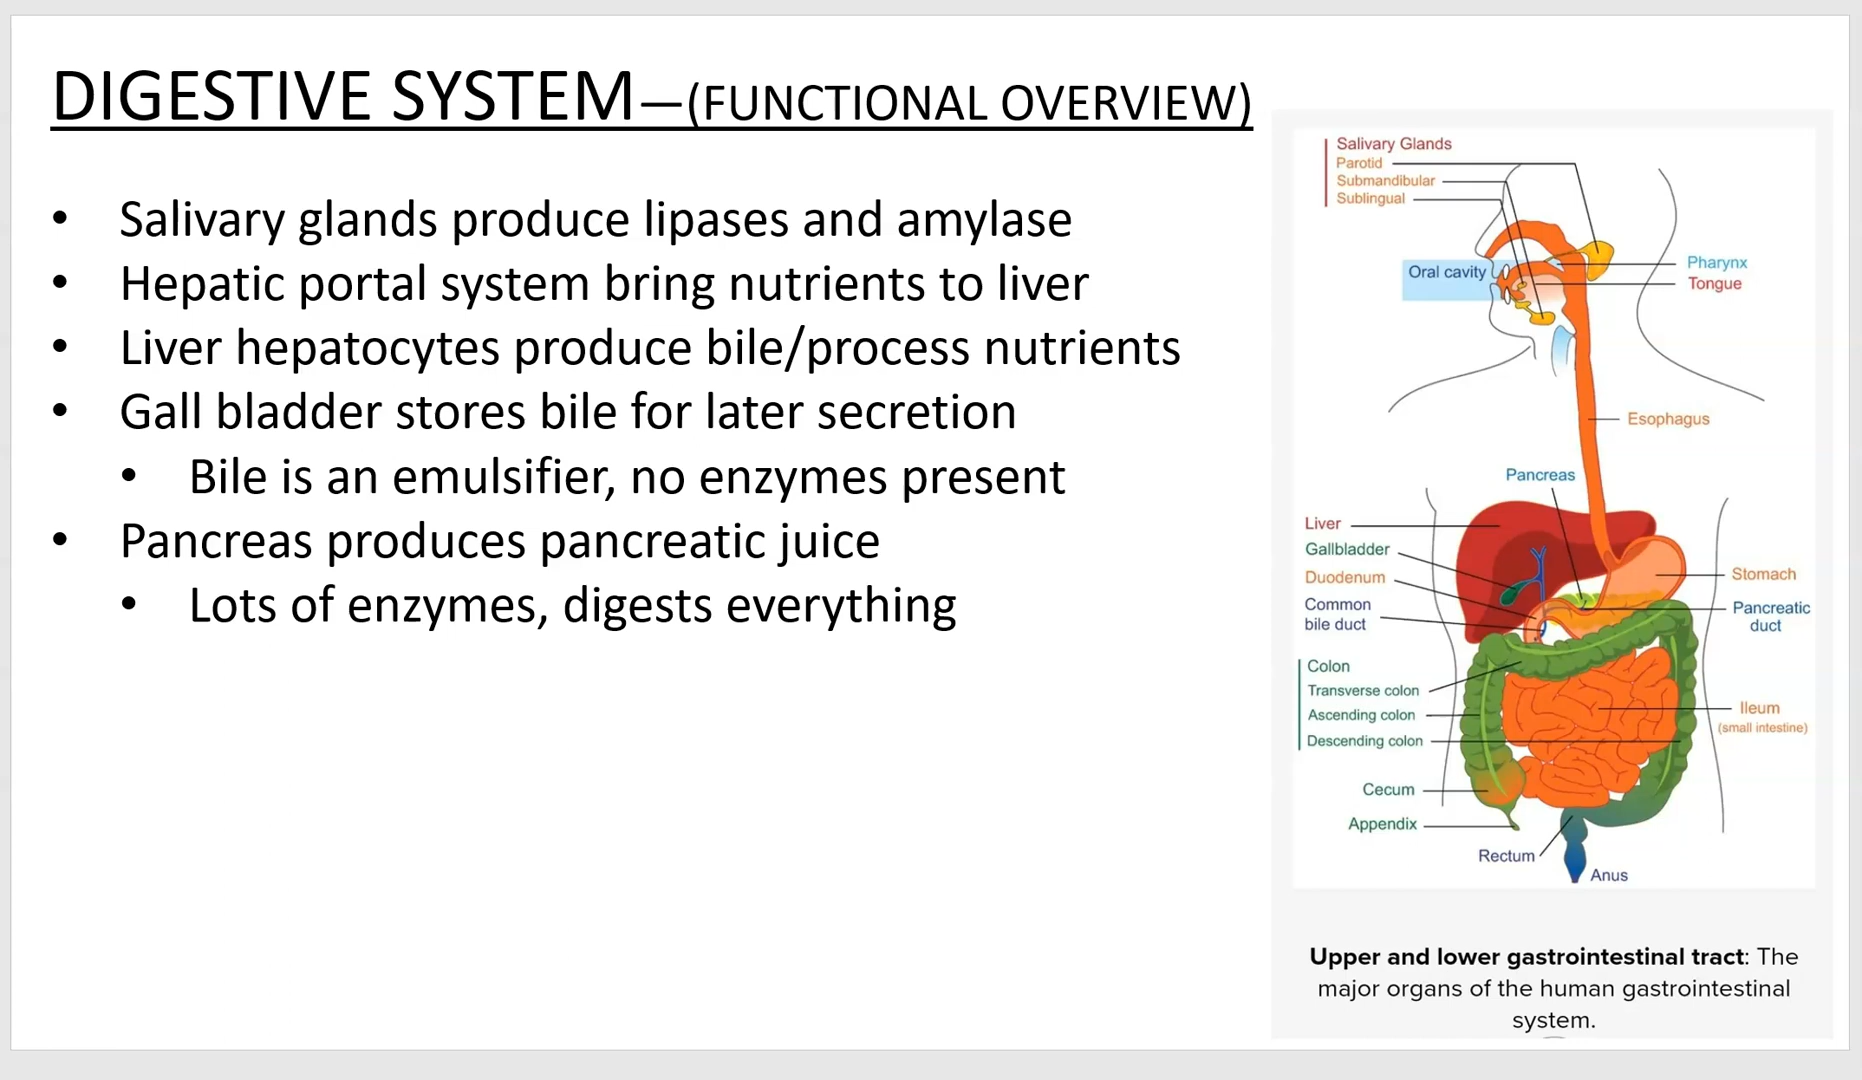 DIGESTIVE SYSTEM—(FUNCTIONAL OVERVIEW)
• Salivary glands produce lipases and amylase
• Hepatic portal system bring nutrients to liver
• Liver hepatocytes produce bile/process nutrients
• Gall bladder stores bile for later secretion
• Bile is an emulsifier, no enzymes present
• Pancreas produces pancreatic juice
• Lots of enzymes, digests everything
Salivary Glands
Parotid
Submandibular
Sublingual
Oral cavity
Pharynx
Tongue
Esophagus
Pancreas
Liver
Gallbladder
Duodenum
Common
bile duct
Stomach
Pancreatic
duct
Colon
Transverse colon
Ascending colon
Descending colon
Ileum
(small intestine)
Cecum
Appendix
Rectum
Anus
Upper and lower gastrointestinal tract: The
major organs of the human gastrointestinal
system.